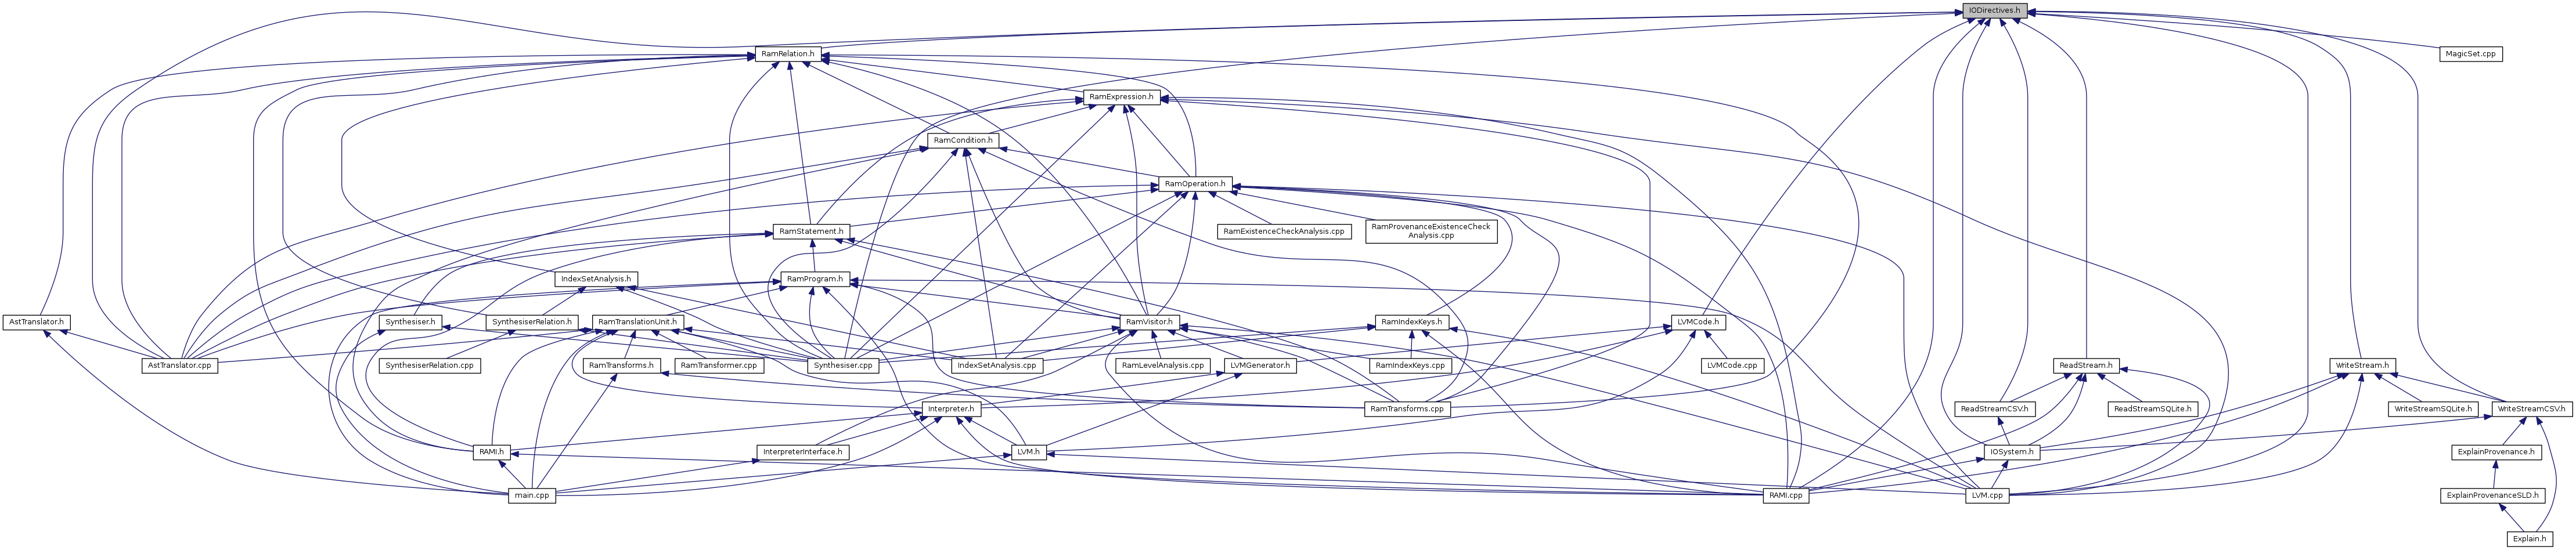 IODirectives.h
RamRelation.h
MagicSet.cpp
RamExpression.h
RamCondition.h
RamOperation.h
RamStatement.h
RamExistenceCheckAnalysis.cpp
RamProvenanceExistenceCheck
Analysis.cpp
IndexSetAnalysis.h
RamProgram.h
AstTranslator.h
Synthesiser.h
SynthesiserRelation.h
RamTranslationUnit.h
RamVisitor.h
RamIndexKeys.h
LVMCode.h
AstTranslator.cpp
SynthesiserRelation.cpp
RamTransforms.h
RamTransformer.cpp
Synthesiser.cpp
IndexSetAnalysis.cpp
RamLevelAnalysis.cpp
LVMGenerator.h
RamIndexKeys.cpp
LVMCode.cpp
ReadStream.h
WriteStream.h
Interpreter.h
RamTransforms.cpp
ReadStreamCSV.h
ReadStreamSQLite.h
WriteStreamSQLite.h
WriteStreamCSV.h
RAMI.h
InterpreterInterface.h
LVM.h
IOSystem.h
ExplainProvenance.h
main.cpp
RAMI.cpp
LVM.cpp
ExplainProvenanceSLD.h
Explain.h